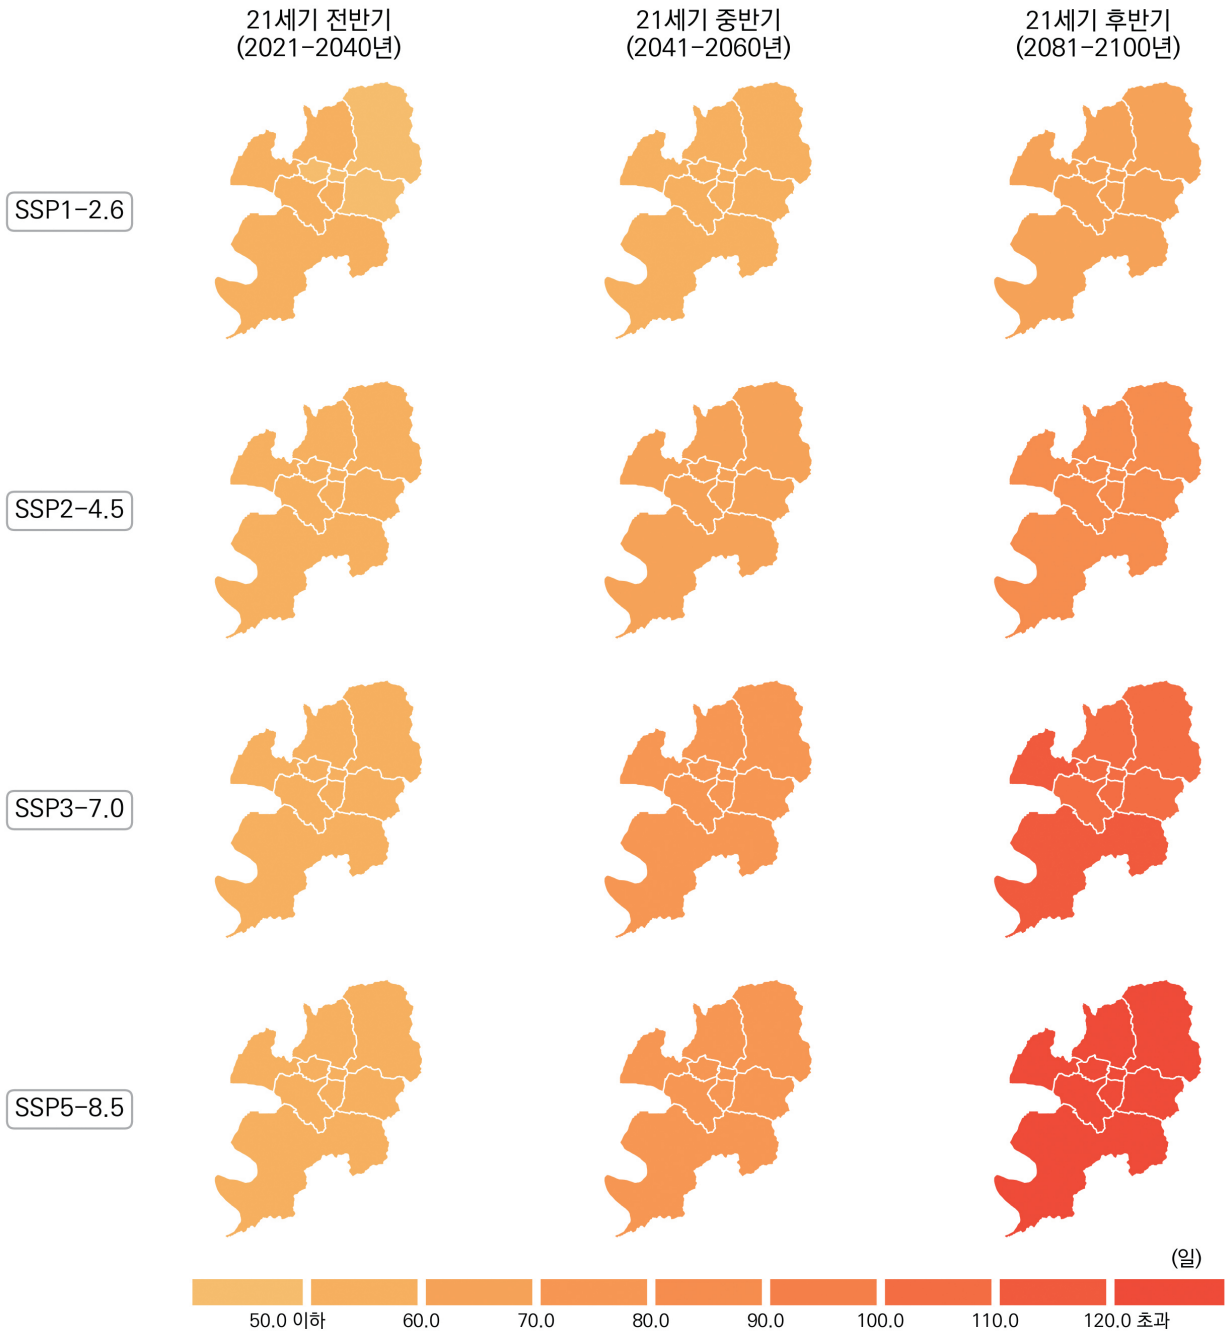 21세기 전반기
(2021-2040년)
21세기 중반기
(2041-2060년)
21세기 후반기
(2081-2100년)
SSP1-2.6
SSP2-4.5
SSP3-7.0
SSP5-8.5
(일)
50.0 이하
60.0
70.0
80.0
90.0
100.0
110.0
120.0 초과